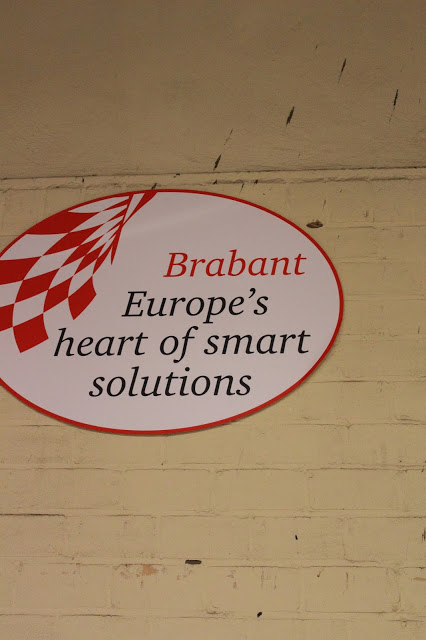 Brabant
Europe's
heart of smart
solutions